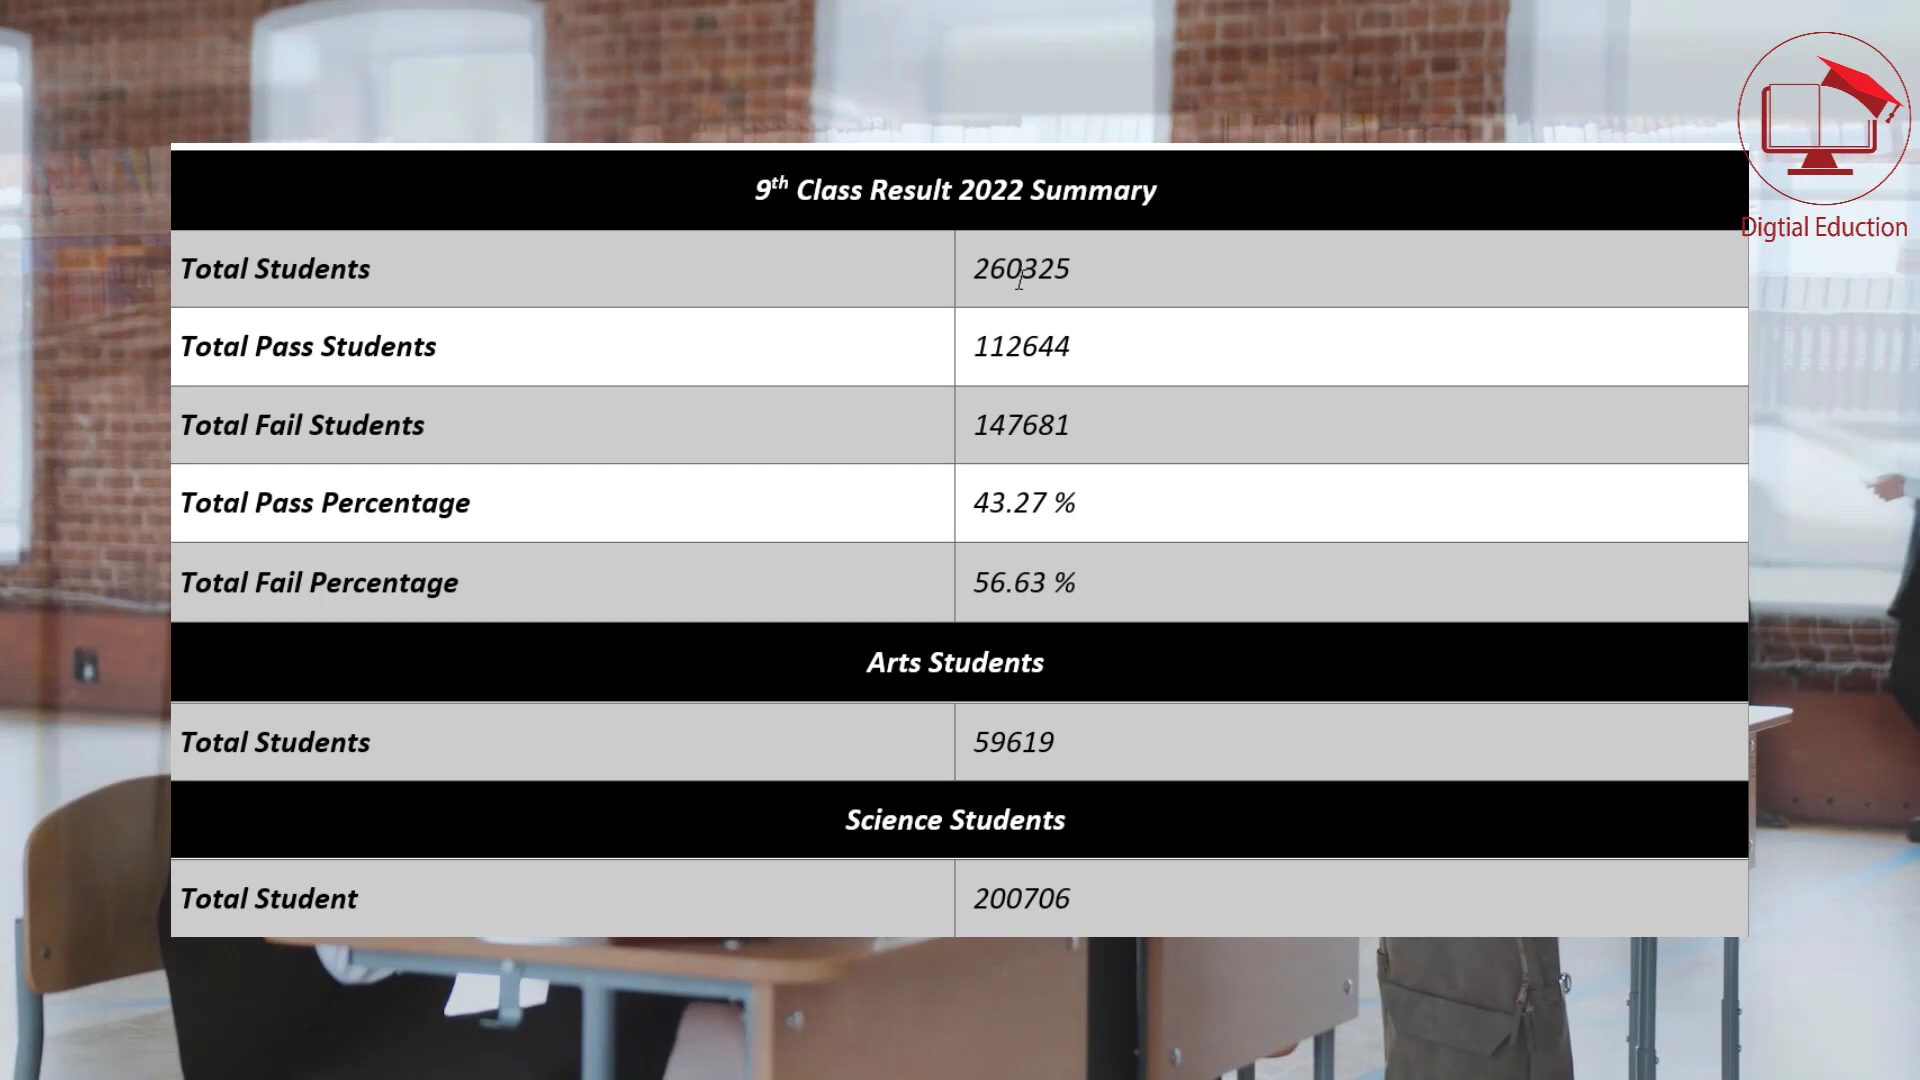 Digtial Eduction
9th Class Result 2022 Summary
Total Students 260325
Total Pass Students 112644
Total Fail Students 147681
Total Pass Percentage 43.27 %
Total Fail Percentage 56.63 %
Arts Students
Total Students 59619
Science Students
Total Student 200706